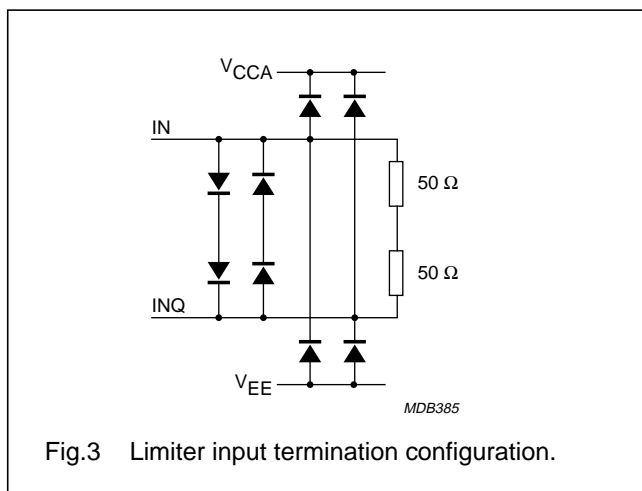 VCCA
IN
50 Ω
50 Ω
INQ
VEE
MDB385
Fig.3 Limiter input termination configuration.